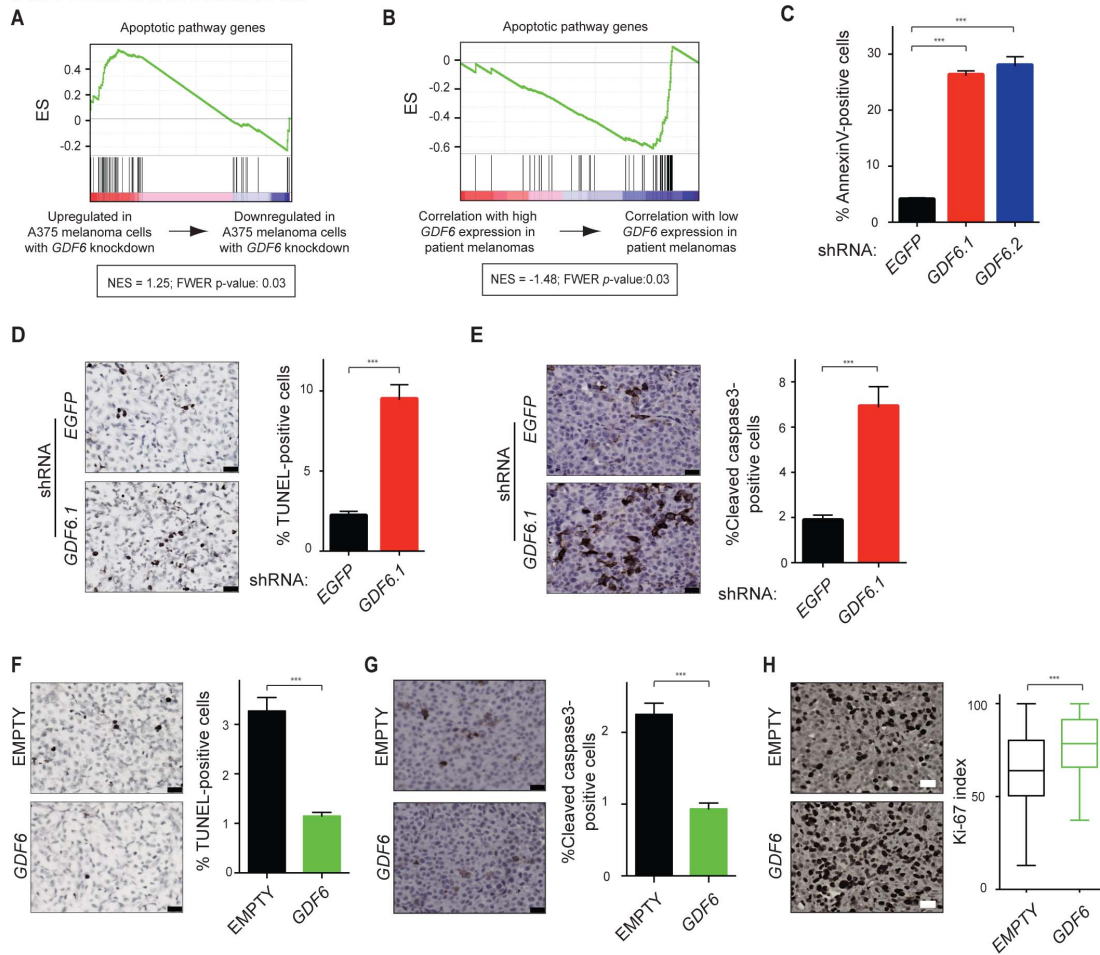 A
Apoptotic pathway genes
ES
0.4
0.2
0
-0.2
Upregulated in
A375 melanoma cells
with GDF6 knockdown
Downregulated in
A375 melanoma cells
with GDF6 knockdown
NES = 1.25; FWER p-value: 0.03
B
Apoptotic pathway genes
ES
0
-0.2
-0.4
-0.6
Correlation with high
GDF6 expression in
patient melanomas
Correlation with low
GDF6 expression in
patient melanomas
NES = -1.48; FWER p-value:0.03
C
% AnnexinV-positive cells
30
20
10
0
***
***
shRNA:
EGFP
GDF6.1
GDF6.2
D
shRNA
EGFP
GDF6.1
% TUNEL-positive cells
10
5
0
***
shRNA:
EGFP
GDF6.1
E
shRNA
EGFP
GDF6.1
%Cleaved caspase3-
positive cells
8
6
4
2
0
***
shRNA:
EGFP
GDF6.1
F
EMPTY
GDF6
% TUNEL-positive cells
3
2
1
0
***
EMPTY
GDF6
G
EMPTY
GDF6
%Cleaved caspase3-
positive cells
2
1
0
***
EMPTY
GDF6
H
EMPTY
GDF6
Ki-67 index
100
50
0
***
EMPTY
GDF6